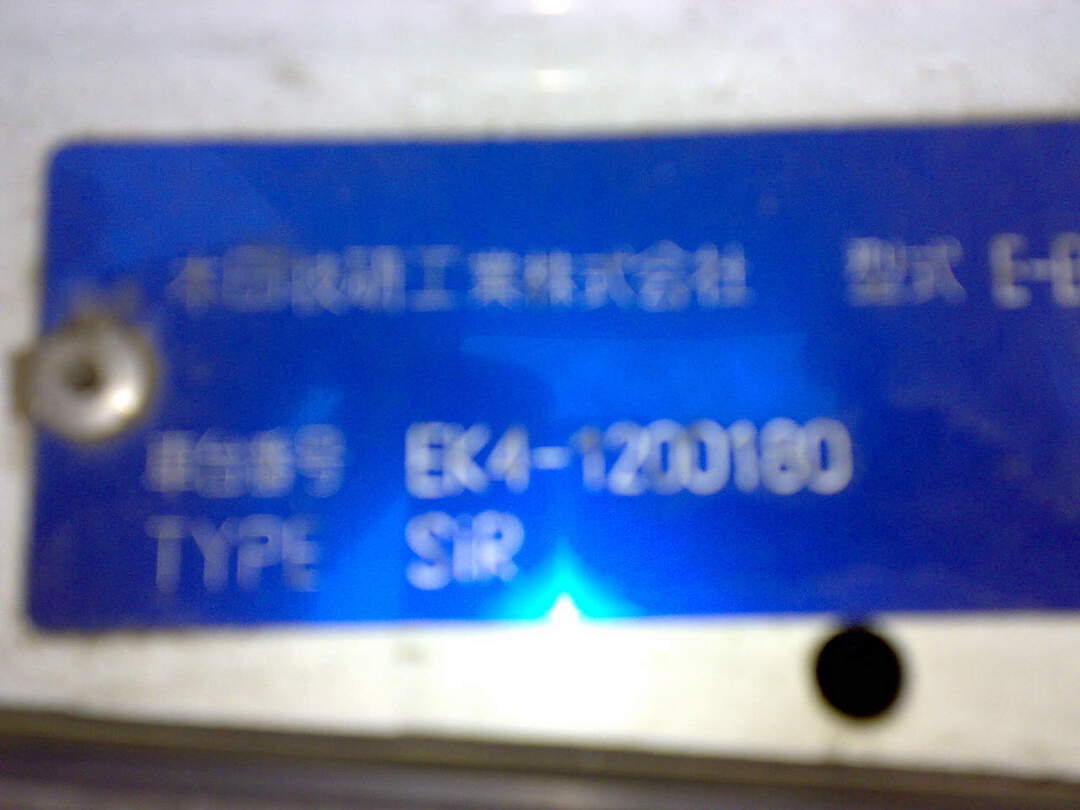 本田技研工業株式会社 型式 E-E
車台番号 EK4-1200180
TYPE SiR